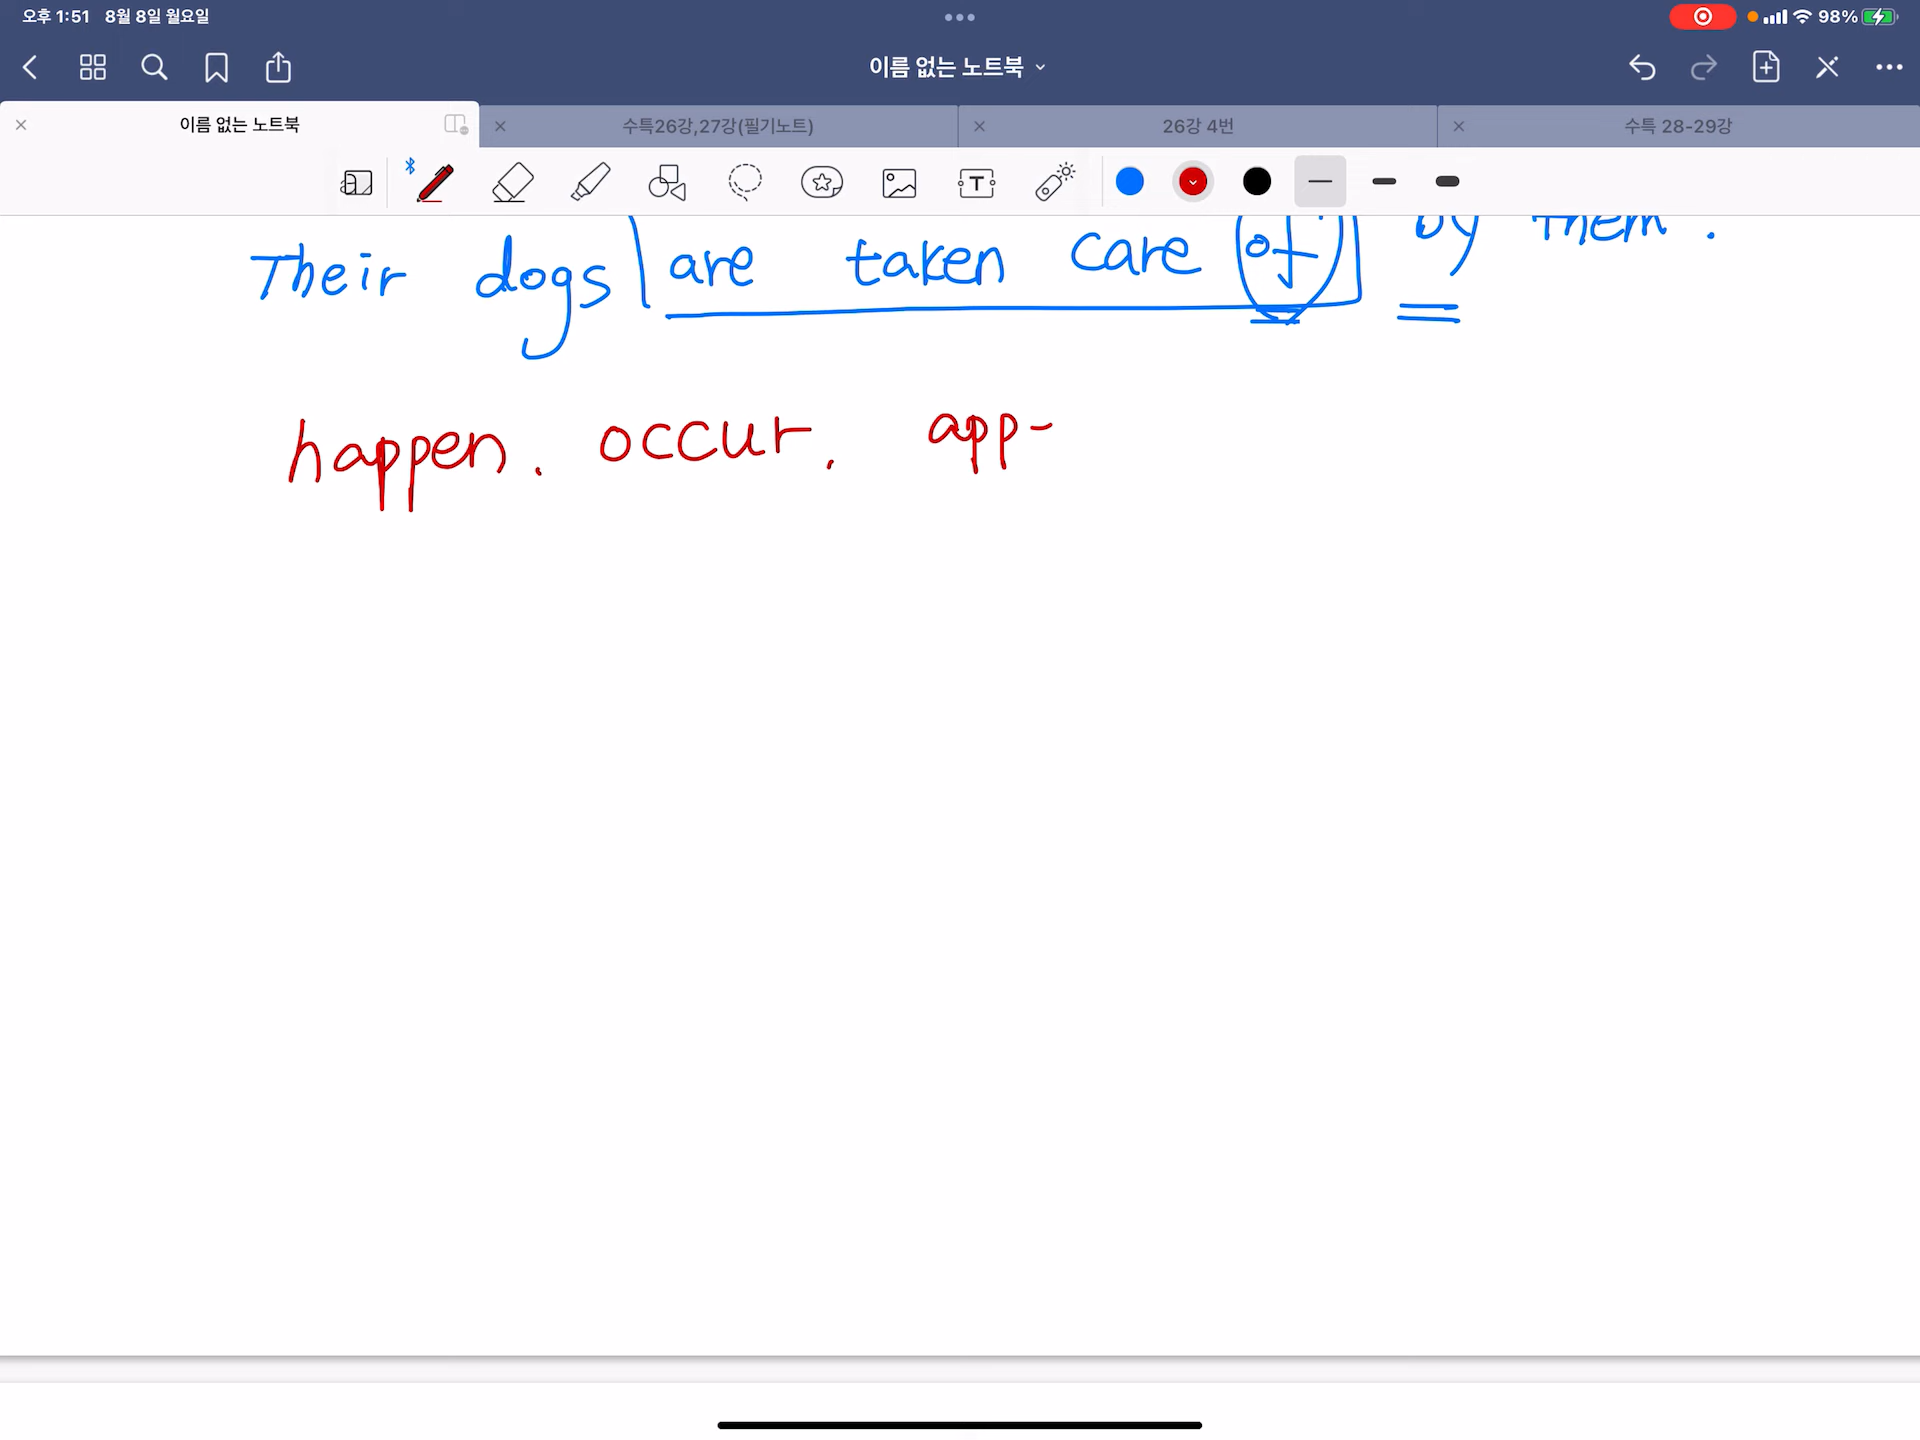 오후 1:51 8월 8일 월요일
98%
이름 없는 노트북
이름 없는 노트북
수특26강,27강(필기노트)
26강 4번
수특 28-29강
Their dogs are taken care of by them.
happen. occur. app-